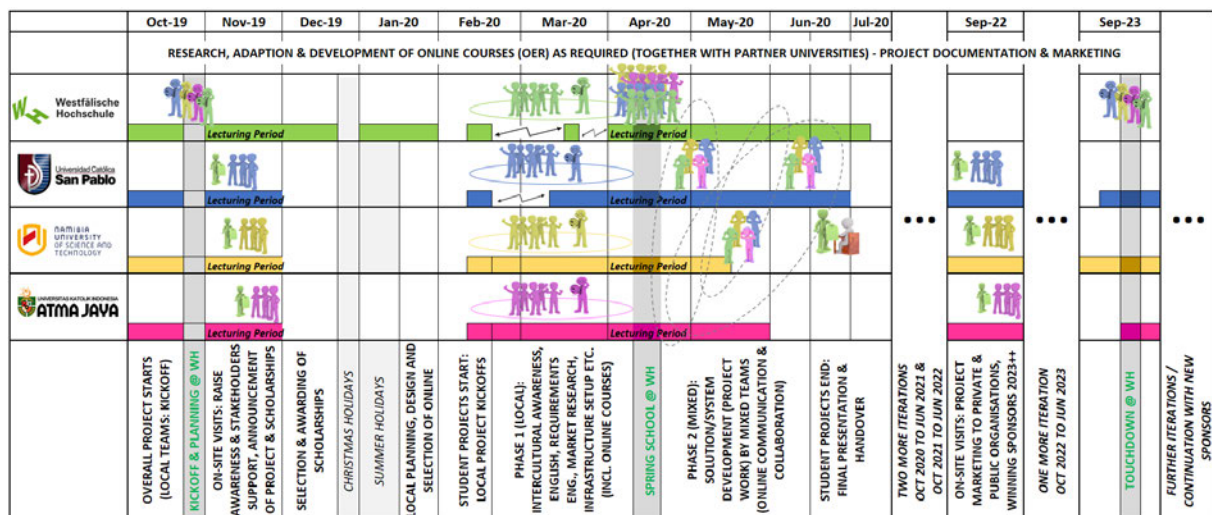 Oct-19 Nov-19 Dec-19 Jan-20 Feb-20 Mar-20 Apr-20 May-20 Jun-20 Jul-20 Sep-22 Sep-23
RESEARCH, ADAPTION & DEVELOPMENT OF ONLINE COURSES (OER) AS REQUIRED (TOGETHER WITH PARTNER UNIVERSITIES) - PROJECT DOCUMENTATION & MARKETING
WH
Westfälische
Hochschule
Lecturing Period
Lecturing Period
Universidad Católica
San Pablo
Lecturing Period
Lecturing Period
NAMIBIA
UNIVERSITY
OF SCIENCE AND
TECHNOLOGY
Lecturing Period
Lecturing Period
UNIVERSITAS KATOLIK INDONESIA
ATMA JAYA
Lecturing Period
Lecturing Period
OVERALL PROJECT STARTS
(LOCAL TEAMS: KICKOFF)
KICKOFF & PLANNING @ WH
ON-SITE VISITS: RAISE
AWARENESS & STAKEHOLDERS
SUPPORT, ANNOUNCEMENT
OF PROJECT & SCHOLARSHIPS
SELECTION & AWARDING OF
SCHOLARSHIPS
CHRISTMAS HOLIDAYS
SUMMER HOLIDAYS
LOCAL PLANNING, DESIGN AND
SELECTION OF ONLINE
STUDENT PROJECTS START:
LOCAL PROJECT KICKOFFS
PHASE 1 (LOCAL):
INTERCULTURAL AWARENESS,
ENGLISH, REQUIREMENTS
ENG., MARKET RESEARCH,
INFRASTRUCTURE SETUP ETC.
(INCL. ONLINE COURSES)
SPRING SCHOOL @ WH
PHASE 2 (MIXED):
SOLUTION/SYSTEM
DEVELOPMENT (PROJECT
WORK) BY MIXED TEAMS
(ONLINE COMMUNICATION &
COLLABORATION)
STUDENT PROJECTS END:
FINAL PRESENTATION &
HANDOVER
TWO MORE ITERATIONS
OCT 2020 TO JUN 2021 &
OCT 2021 TO JUN 2022
ON-SITE VISITS: PROJECT
MARKETING TO PRIVATE &
PUBLIC ORGANISATIONS,
WINNING SPONSORS 2023++
ONE MORE ITERATION
OCT 2022 TO JUN 2023
TOUCHDOWN @ WH
FURTHER ITERATIONS /
CONTINUATION WITH NEW
SPONSORS